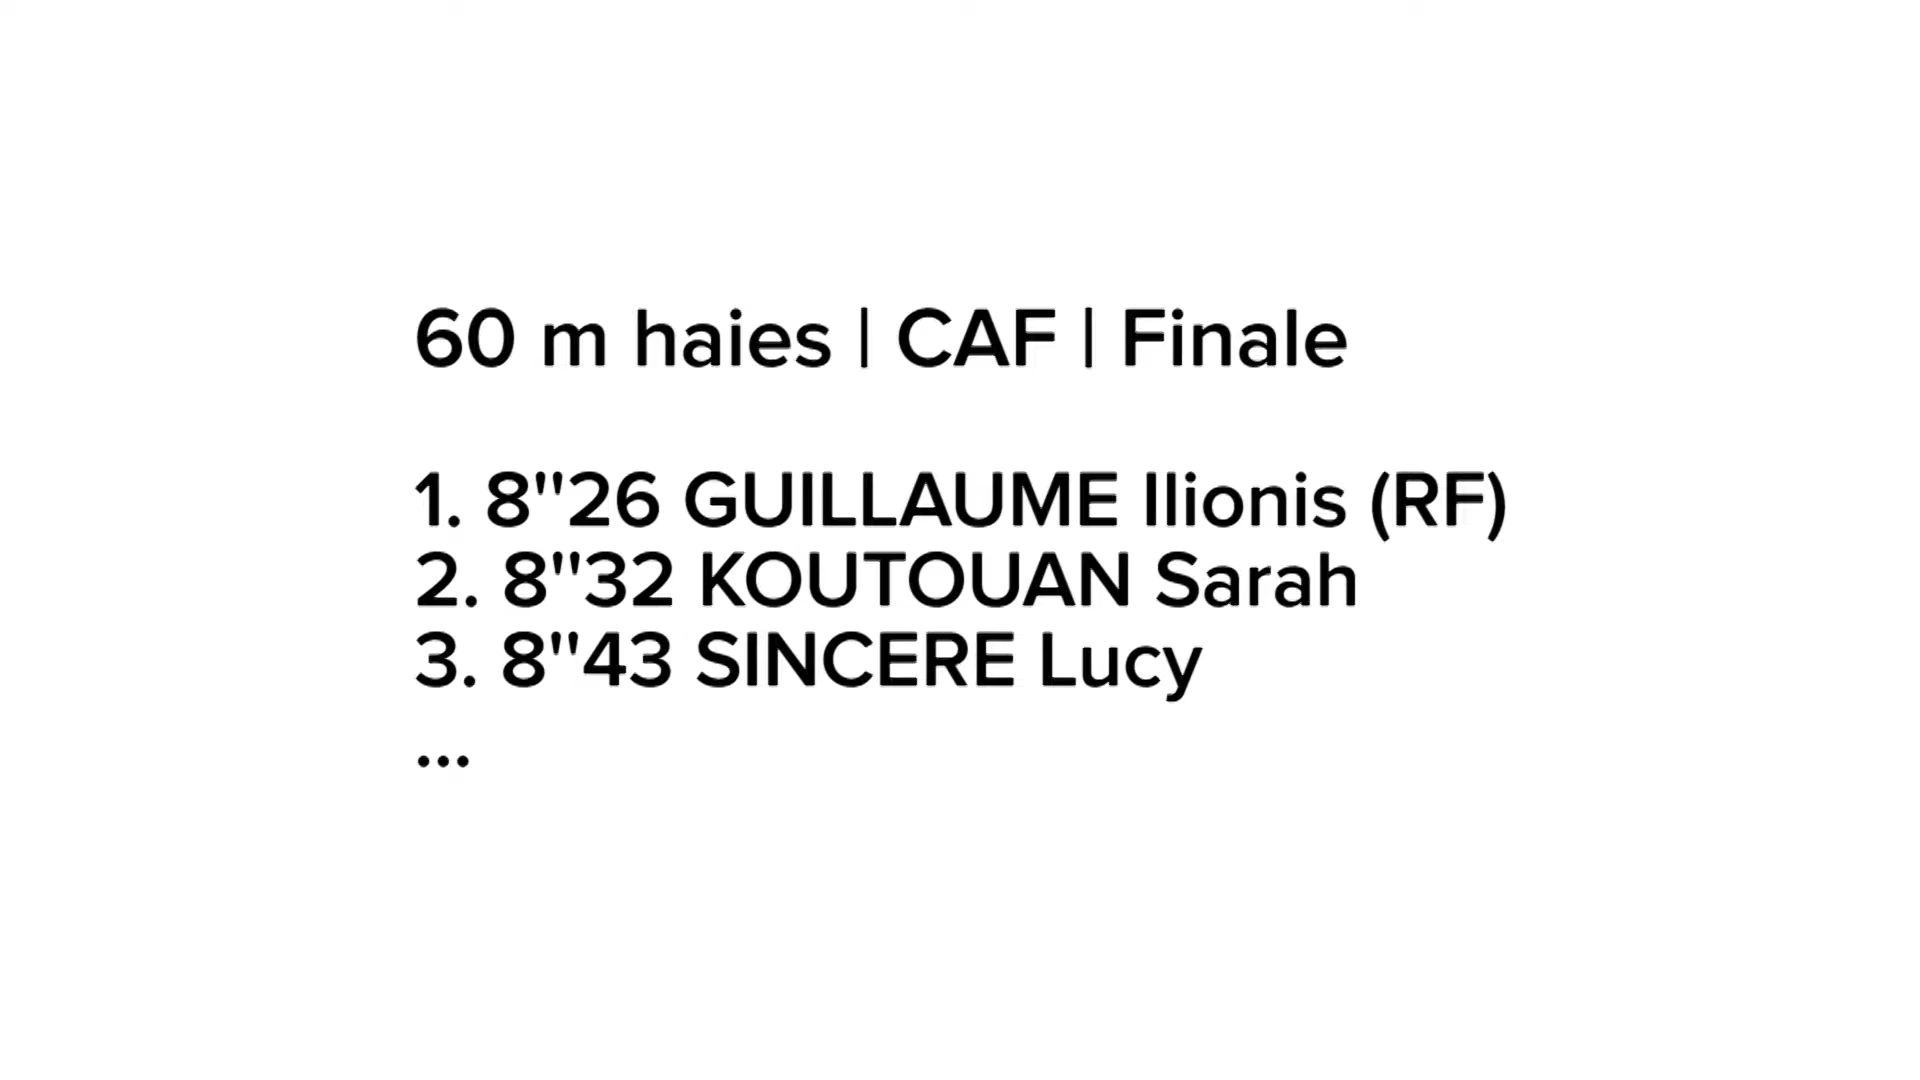 60 m haies | CAF | Finale
1. 8''26 GUILLAUME Ilionis (RF)
2. 8''32 KOUTOUAN Sarah
3. 8''43 SINCERE Lucy
...